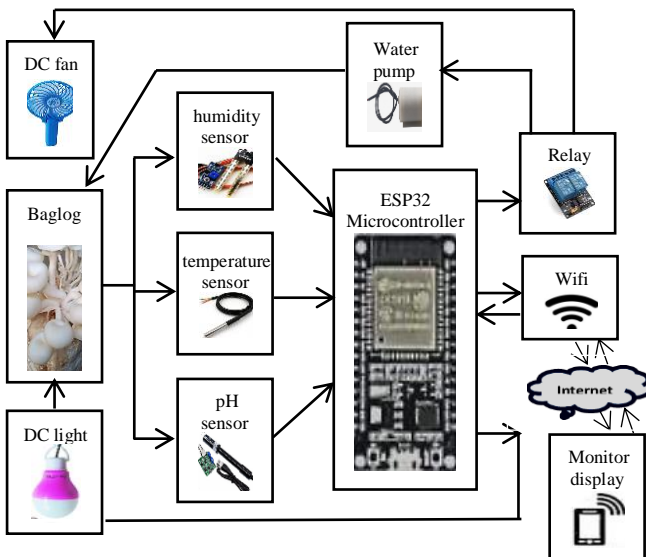 DC fan
Water
pump
humidity
sensor
Relay
ESP32
Microcontroller
Baglog
temperature
sensor
Wifi
Internet
pH
sensor
DC light
Monitor
display